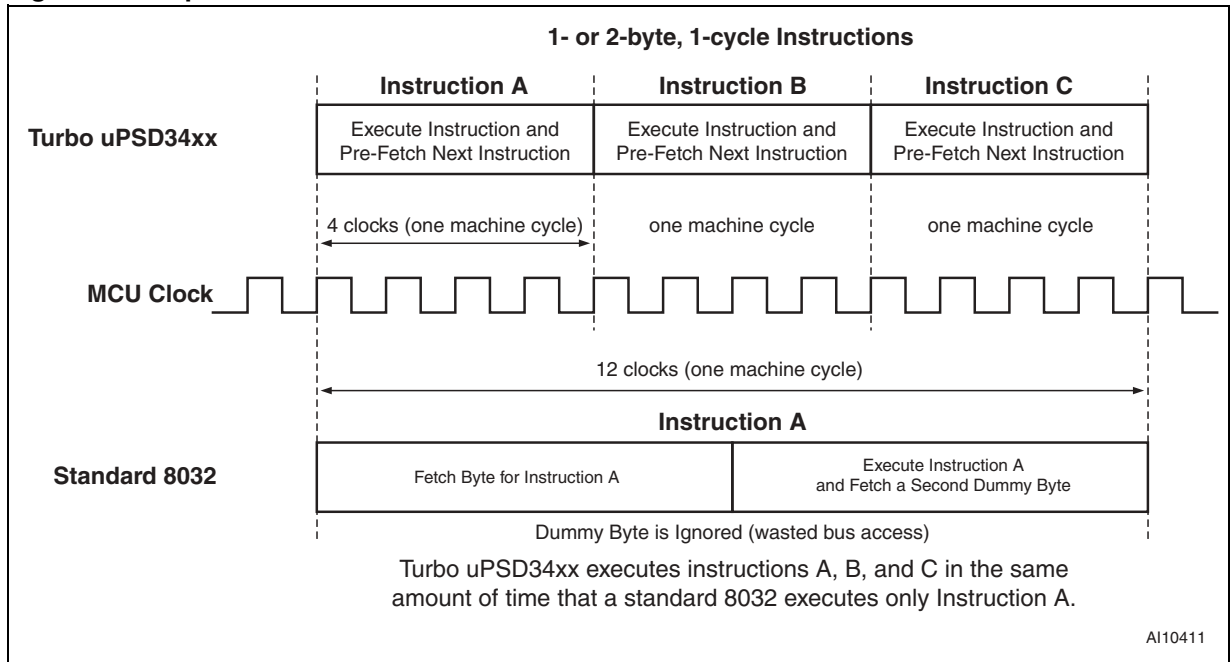 1- or 2-byte, 1-cycle Instructions
Instruction A
Instruction B
Instruction C
Turbo uPSD34xx
Execute Instruction and
Pre-Fetch Next Instruction
Execute Instruction and
Pre-Fetch Next Instruction
Execute Instruction and
Pre-Fetch Next Instruction
4 clocks (one machine cycle)
one machine cycle
one machine cycle
MCU Clock
12 clocks (one machine cycle)
Instruction A
Standard 8032
Fetch Byte for Instruction A
Execute Instruction A
and Fetch a Second Dummy Byte
Dummy Byte is Ignored (wasted bus access)
Turbo uPSD34xx executes instructions A, B, and C in the same
amount of time that a standard 8032 executes only Instruction A.
AI10411